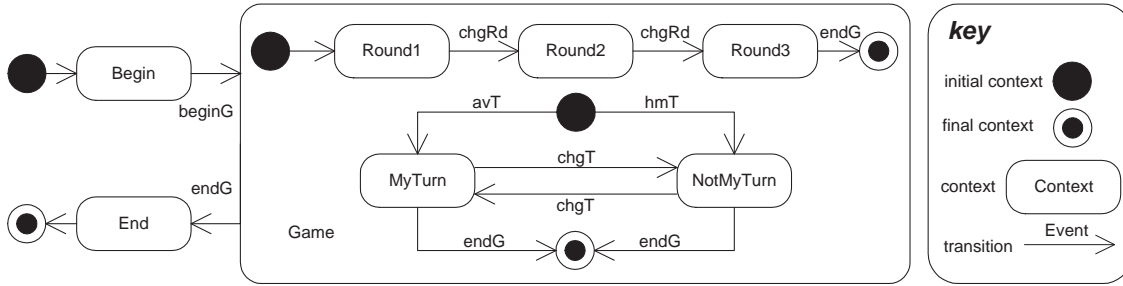 chgRd
chgRd
endG
Round1
Round2
Round3
Begin
beginG
avT
hmT
chgT
MyTurn
NotMyTurn
chgT
endG
End
Game
endG
endG
key
initial context
final context
context
Context
Event
transition